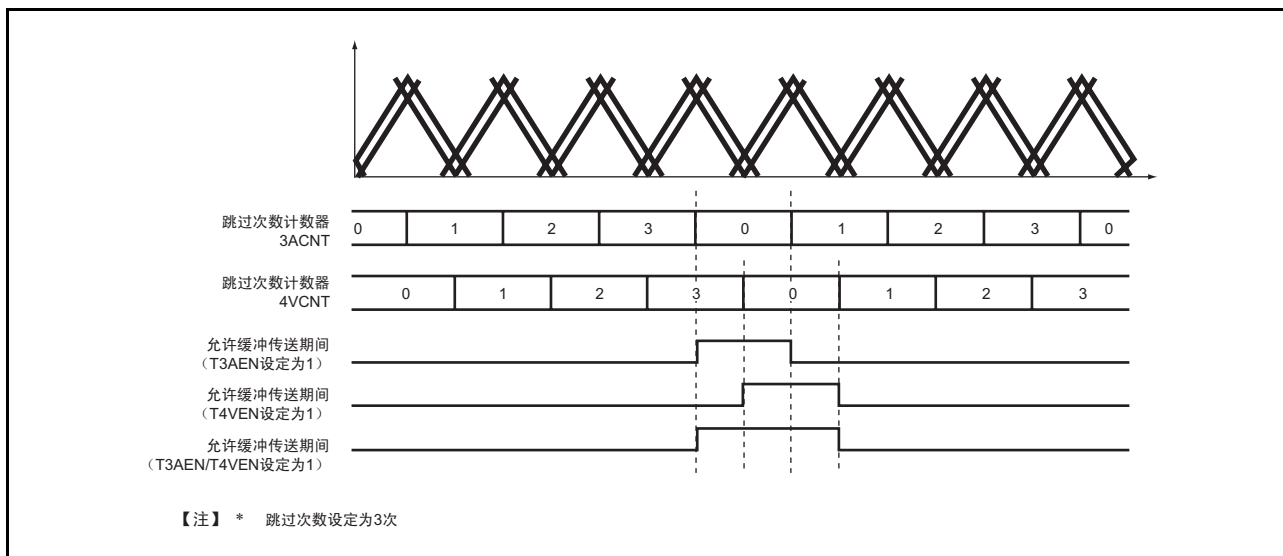 跳过次数计数器
3ACNT
0 1 2 3 0 1 2 3 0
跳过次数计数器
4VCNT
0 1 2 3 0 1 2 3
允许缓冲传送期间
（T3AEN设定为1）
允许缓冲传送期间
（T4VEN设定为1）
允许缓冲传送期间
（T3AEN/T4VEN设定为1）
【注】 * 跳过次数设定为3次